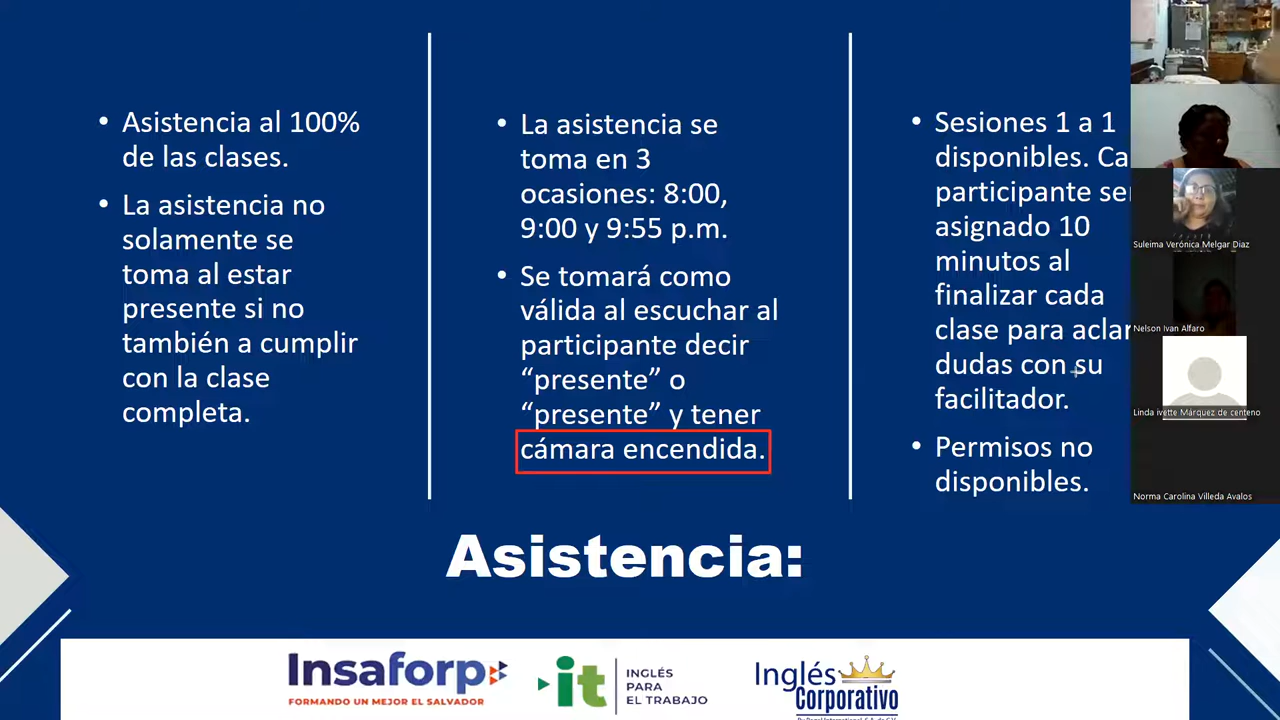 • Asistencia al 100%
de las clases.
• La asistencia no
solamente se
toma al estar
presente si no
también a cumplir
con la clase
completa.
• La asistencia se
toma en 3
ocasiones: 8:00,
9:00 y 9:55 p.m.
• Se tomará como
válida al escuchar al
participante decir
“presente” o
“presente” y tener
cámara encendida.
• Sesiones 1 a 1
disponibles. Ca
participante se
asignado 10
minutos al
finalizar cada
clase para aclar
dudas con su
facilitador.
• Permisos no
disponibles.
Asistencia:
Suleima Verónica Melgar Diaz
Nelson Ivan Alfaro
Linda ivette Márquez de centeno
Norma Carolina Villeda Avalos
Insaforp
FORMANDO UN MEJOR EL SALVADOR
it
INGLÉS
PARA
EL TRABAJO
Inglés
Corporativo